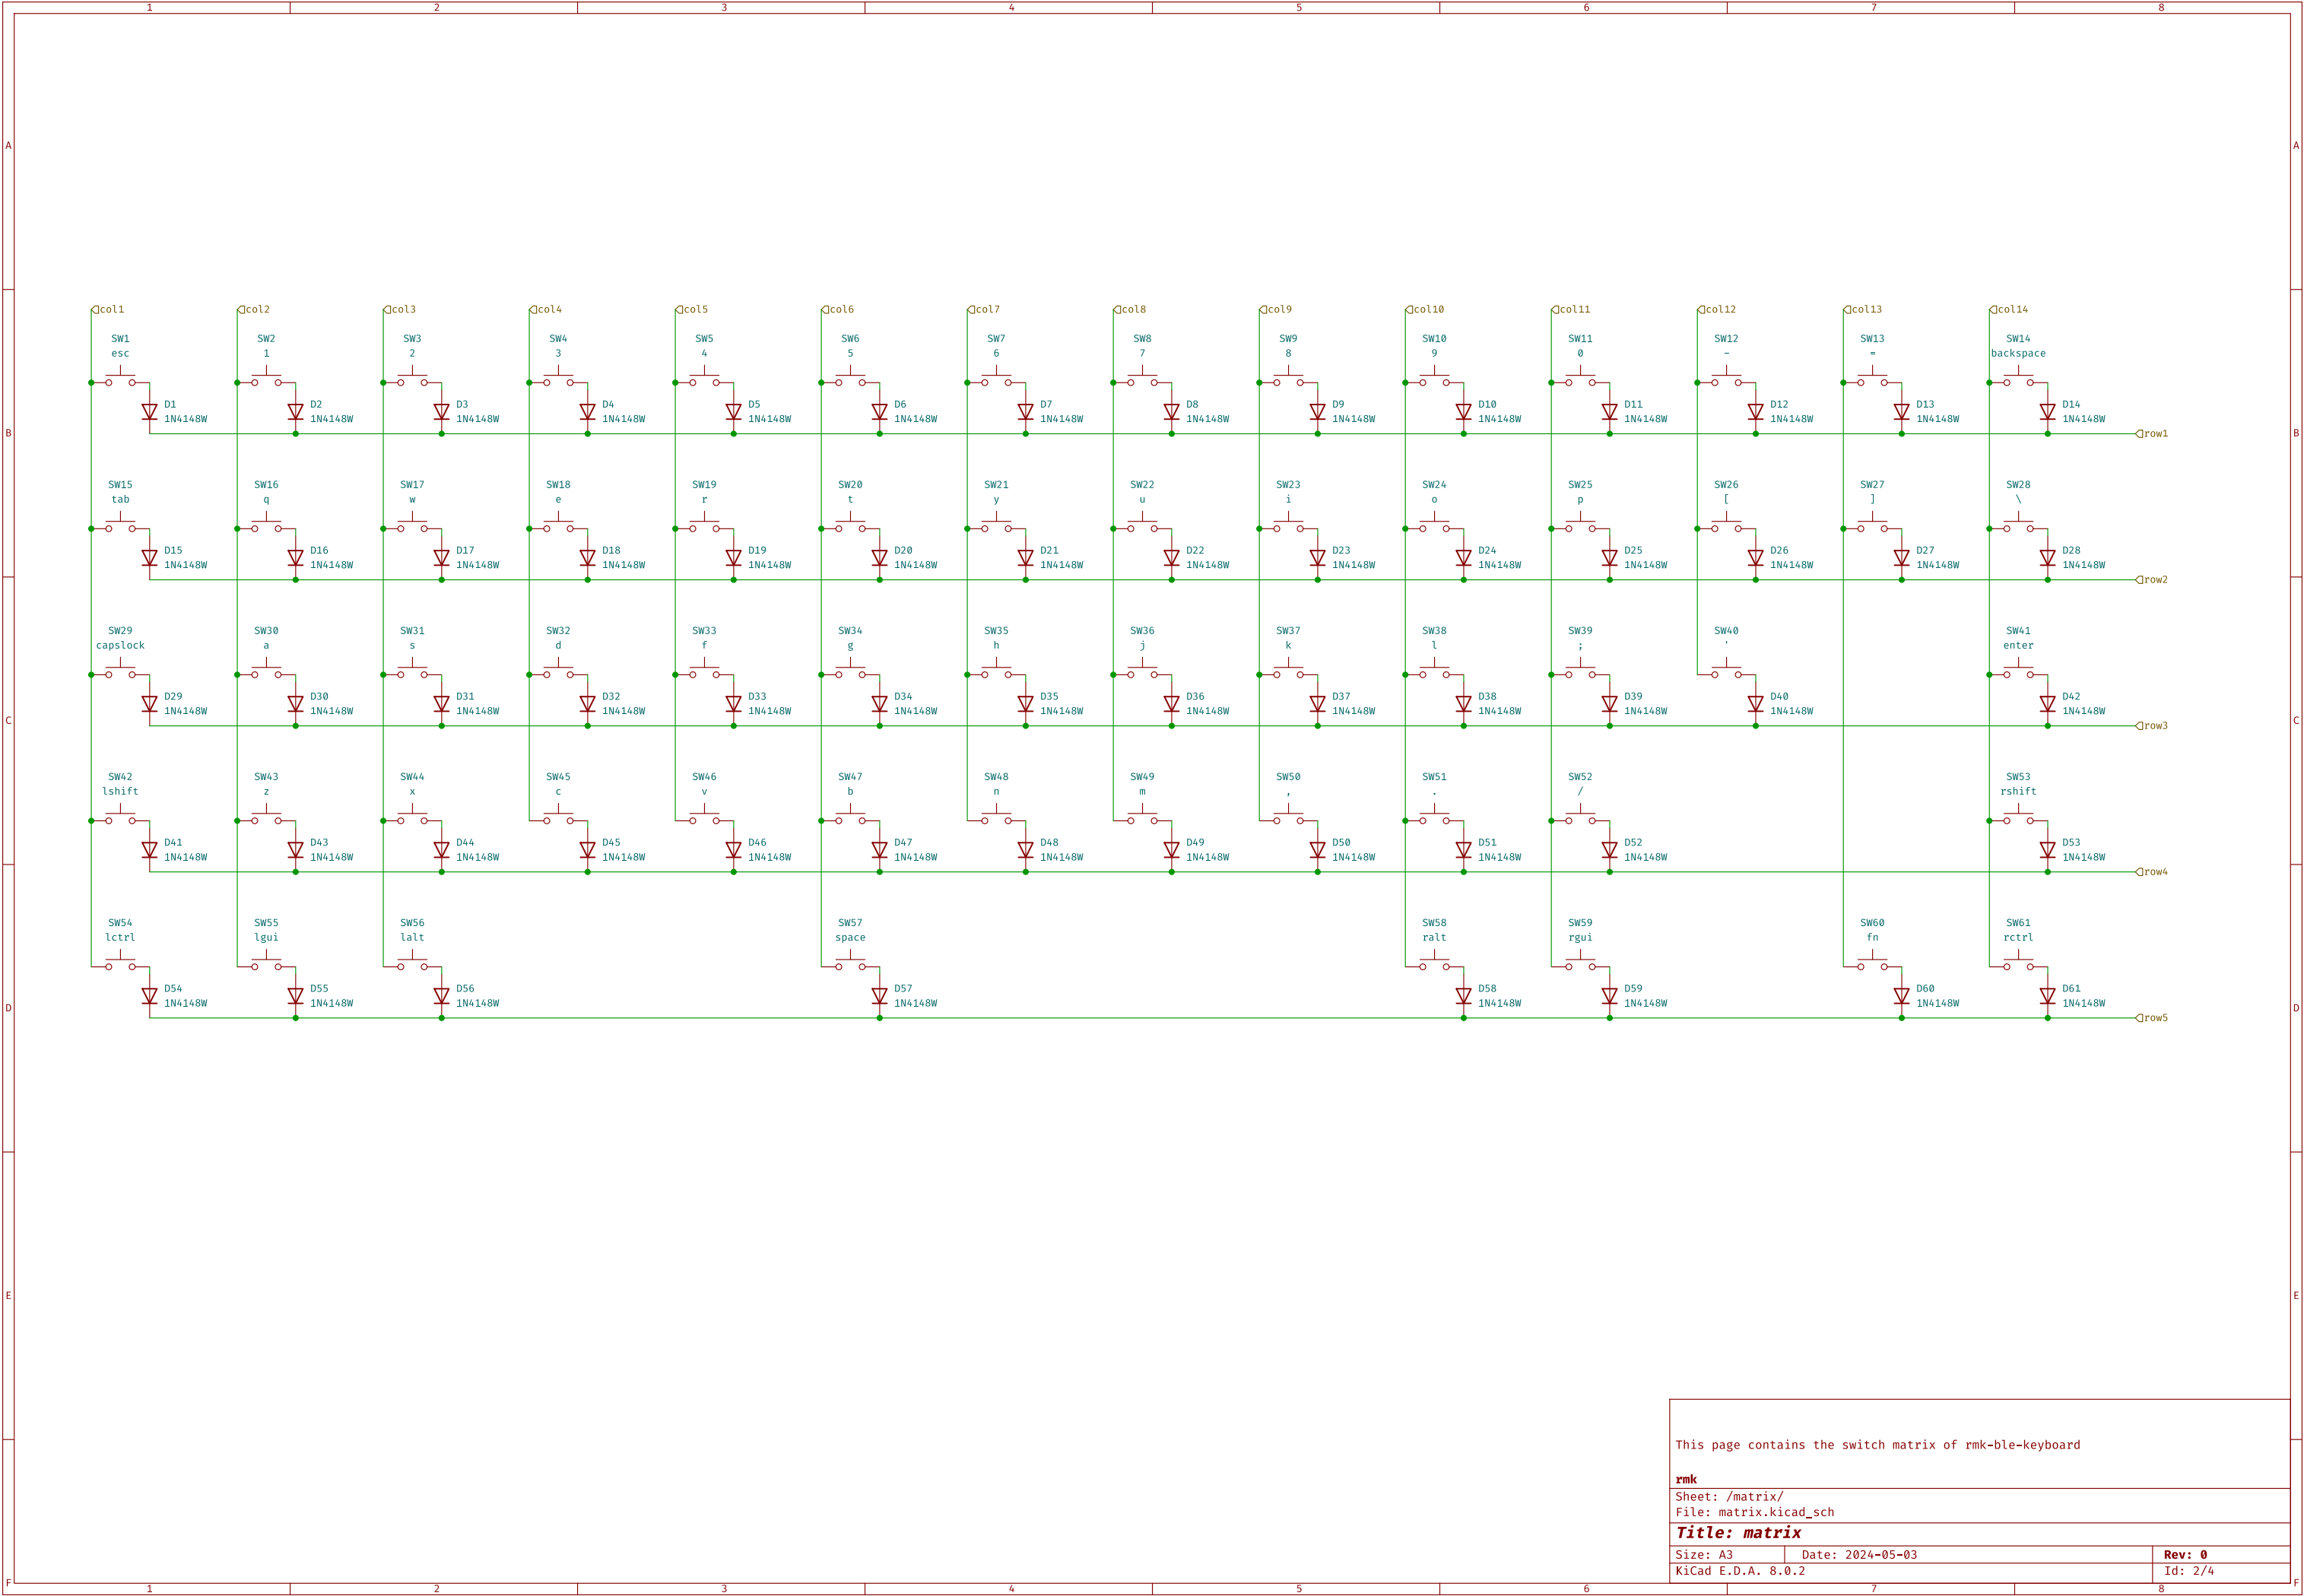 1 2 3 4 5 6 7 8
A A
col1 col2 col3 col4 col5 col6 col7 col8 col9 col10 col11 col12 col13 col14
SW1 SW2 SW3 SW4 SW5 SW6 SW7 SW8 SW9 SW10 SW11 SW12 SW13 SW14
esc 1 2 3 4 5 6 7 8 9 0 - = backspace
D1 D2 D3 D4 D5 D6 D7 D8 D9 D10 D11 D12 D13 D14
1N4148W 1N4148W 1N4148W 1N4148W 1N4148W 1N4148W 1N4148W 1N4148W 1N4148W 1N4148W 1N4148W 1N4148W 1N4148W 1N4148W
B row1 B
SW15 SW16 SW17 SW18 SW19 SW20 SW21 SW22 SW23 SW24 SW25 SW26 SW27 SW28
tab q w e r t y u i o p [ ] \
D15 D16 D17 D18 D19 D20 D21 D22 D23 D24 D25 D26 D27 D28
1N4148W 1N4148W 1N4148W 1N4148W 1N4148W 1N4148W 1N4148W 1N4148W 1N4148W 1N4148W 1N4148W 1N4148W 1N4148W 1N4148W
row2
SW29 SW30 SW31 SW32 SW33 SW34 SW35 SW36 SW37 SW38 SW39 SW40 SW41
capslock a s d f g h j k l ; ' enter
D29 D30 D31 D32 D33 D34 D35 D36 D37 D38 D39 D40 D42
1N4148W 1N4148W 1N4148W 1N4148W 1N4148W 1N4148W 1N4148W 1N4148W 1N4148W 1N4148W 1N4148W 1N4148W 1N4148W
C row3 C
SW42 SW43 SW44 SW45 SW46 SW47 SW48 SW49 SW50 SW51 SW52 SW53
lshift z x c v b n m , . / rshift
D41 D43 D44 D45 D46 D47 D48 D49 D50 D51 D52 D53
1N4148W 1N4148W 1N4148W 1N4148W 1N4148W 1N4148W 1N4148W 1N4148W 1N4148W 1N4148W 1N4148W 1N4148W
row4
SW54 SW55 SW56 SW57 SW58 SW59 SW60 SW61
lctrl lgui lalt space ralt rgui fn rctrl
D54 D55 D56 D57 D58 D59 D60 D61
1N4148W 1N4148W 1N4148W 1N4148W 1N4148W 1N4148W 1N4148W 1N4148W
D row5 D
E E
This page contains the switch matrix of rmk-ble-keyboard
rmk
Sheet: /matrix/
File: matrix.kicad_sch
Title: matrix
Size: A3 Date: 2024-05-03 Rev: 0
KiCad E.D.A. 8.0.2 Id: 2/4
F F
1 2 3 4 5 6 7 8